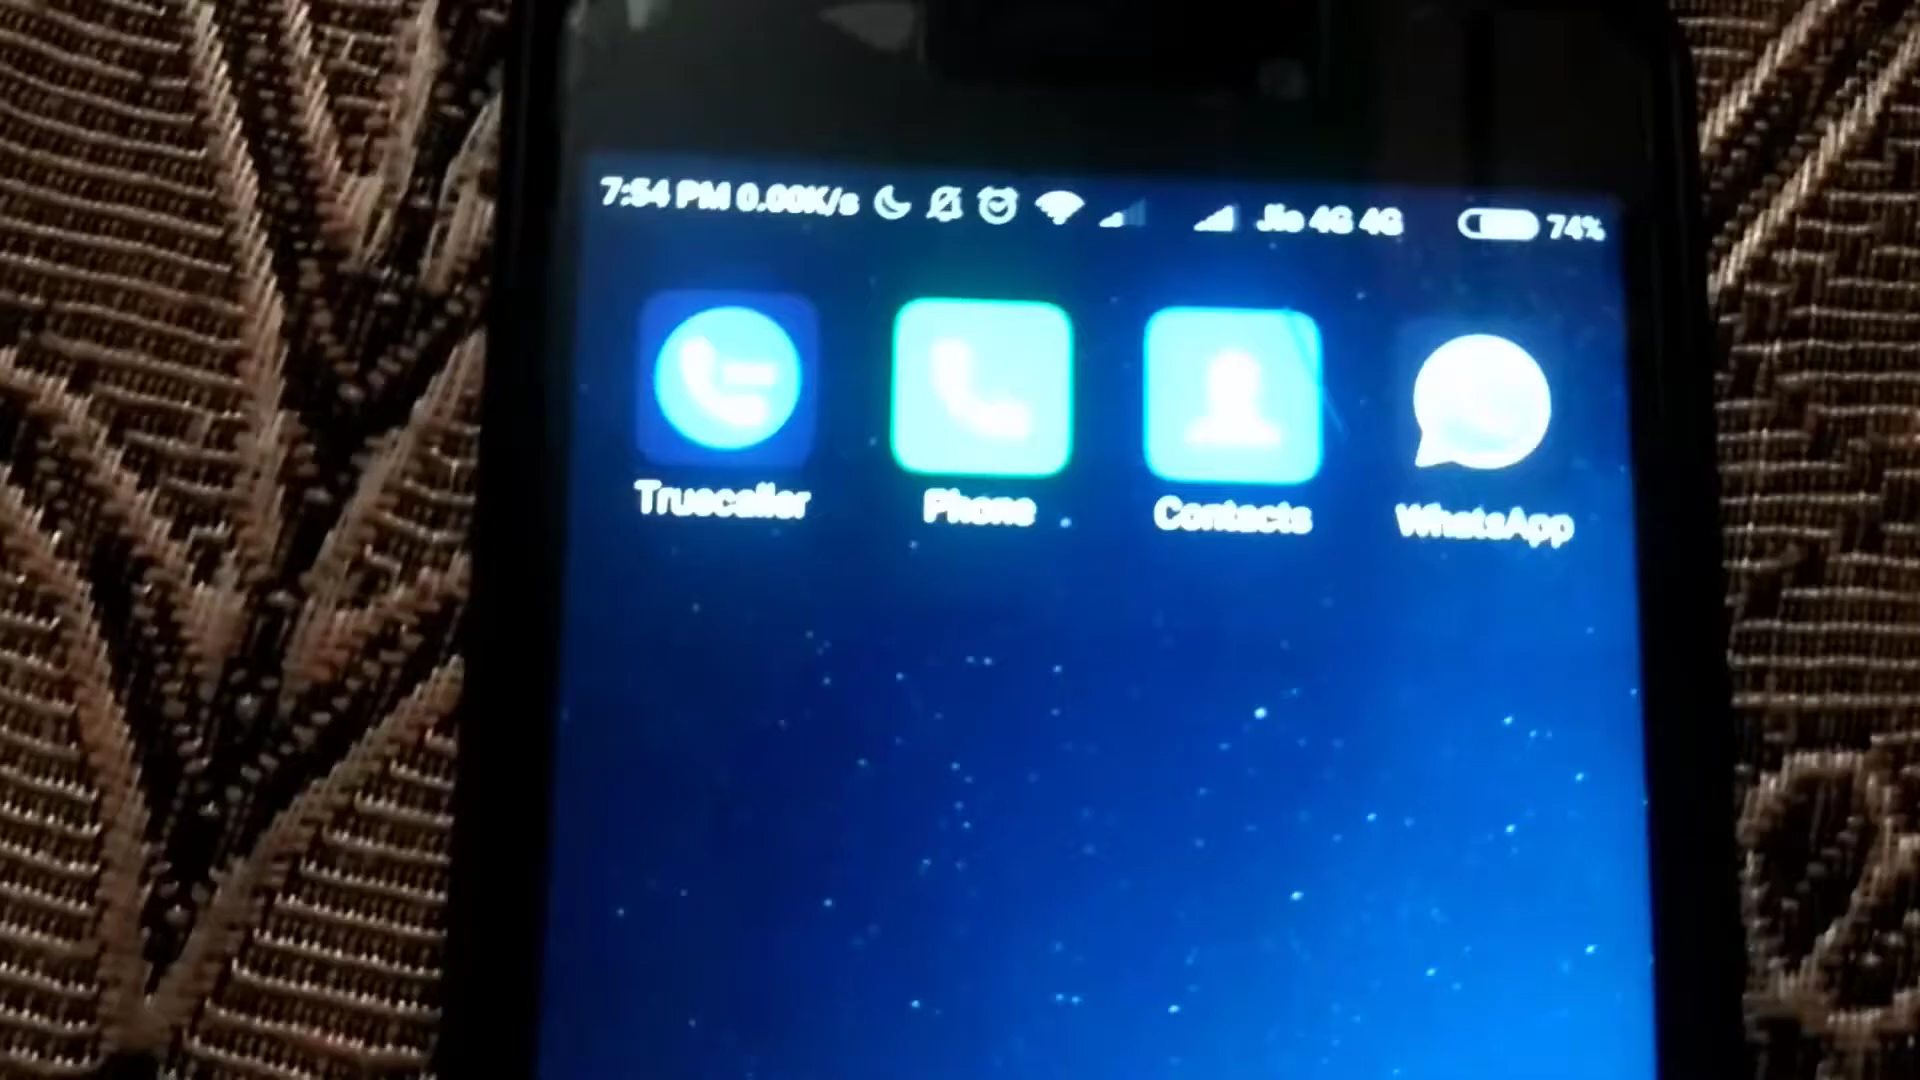 7:54 PM 0.00K/s Jio 4G 4G 74%
Truecaller Phone Contacts WhatsApp